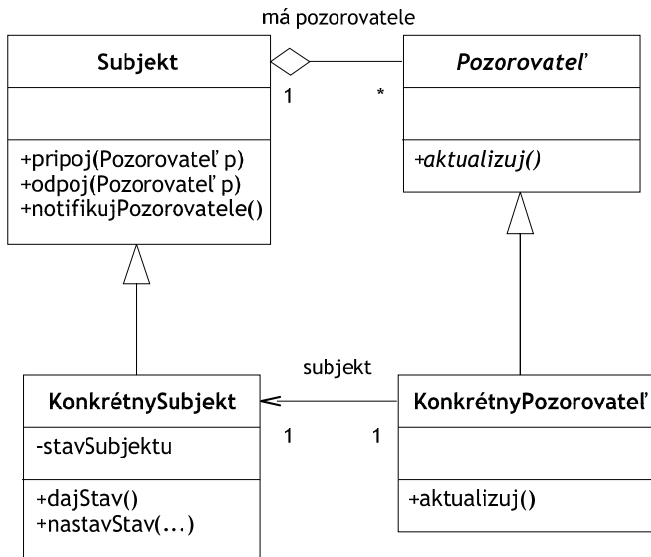 má pozorovatele
Subjekt
Pozorovateľ
1
*
+pripoj(Pozorovateľ p)
+odpoj(Pozorovateľ p)
+notifikujPozorovatele()
+aktualizuj()
subjekt
KonkrétnySubjekt
KonkrétnyPozorovateľ
1
1
-stavSubjektu
+dajStav()
+nastavStav(...)
+aktualizuj()